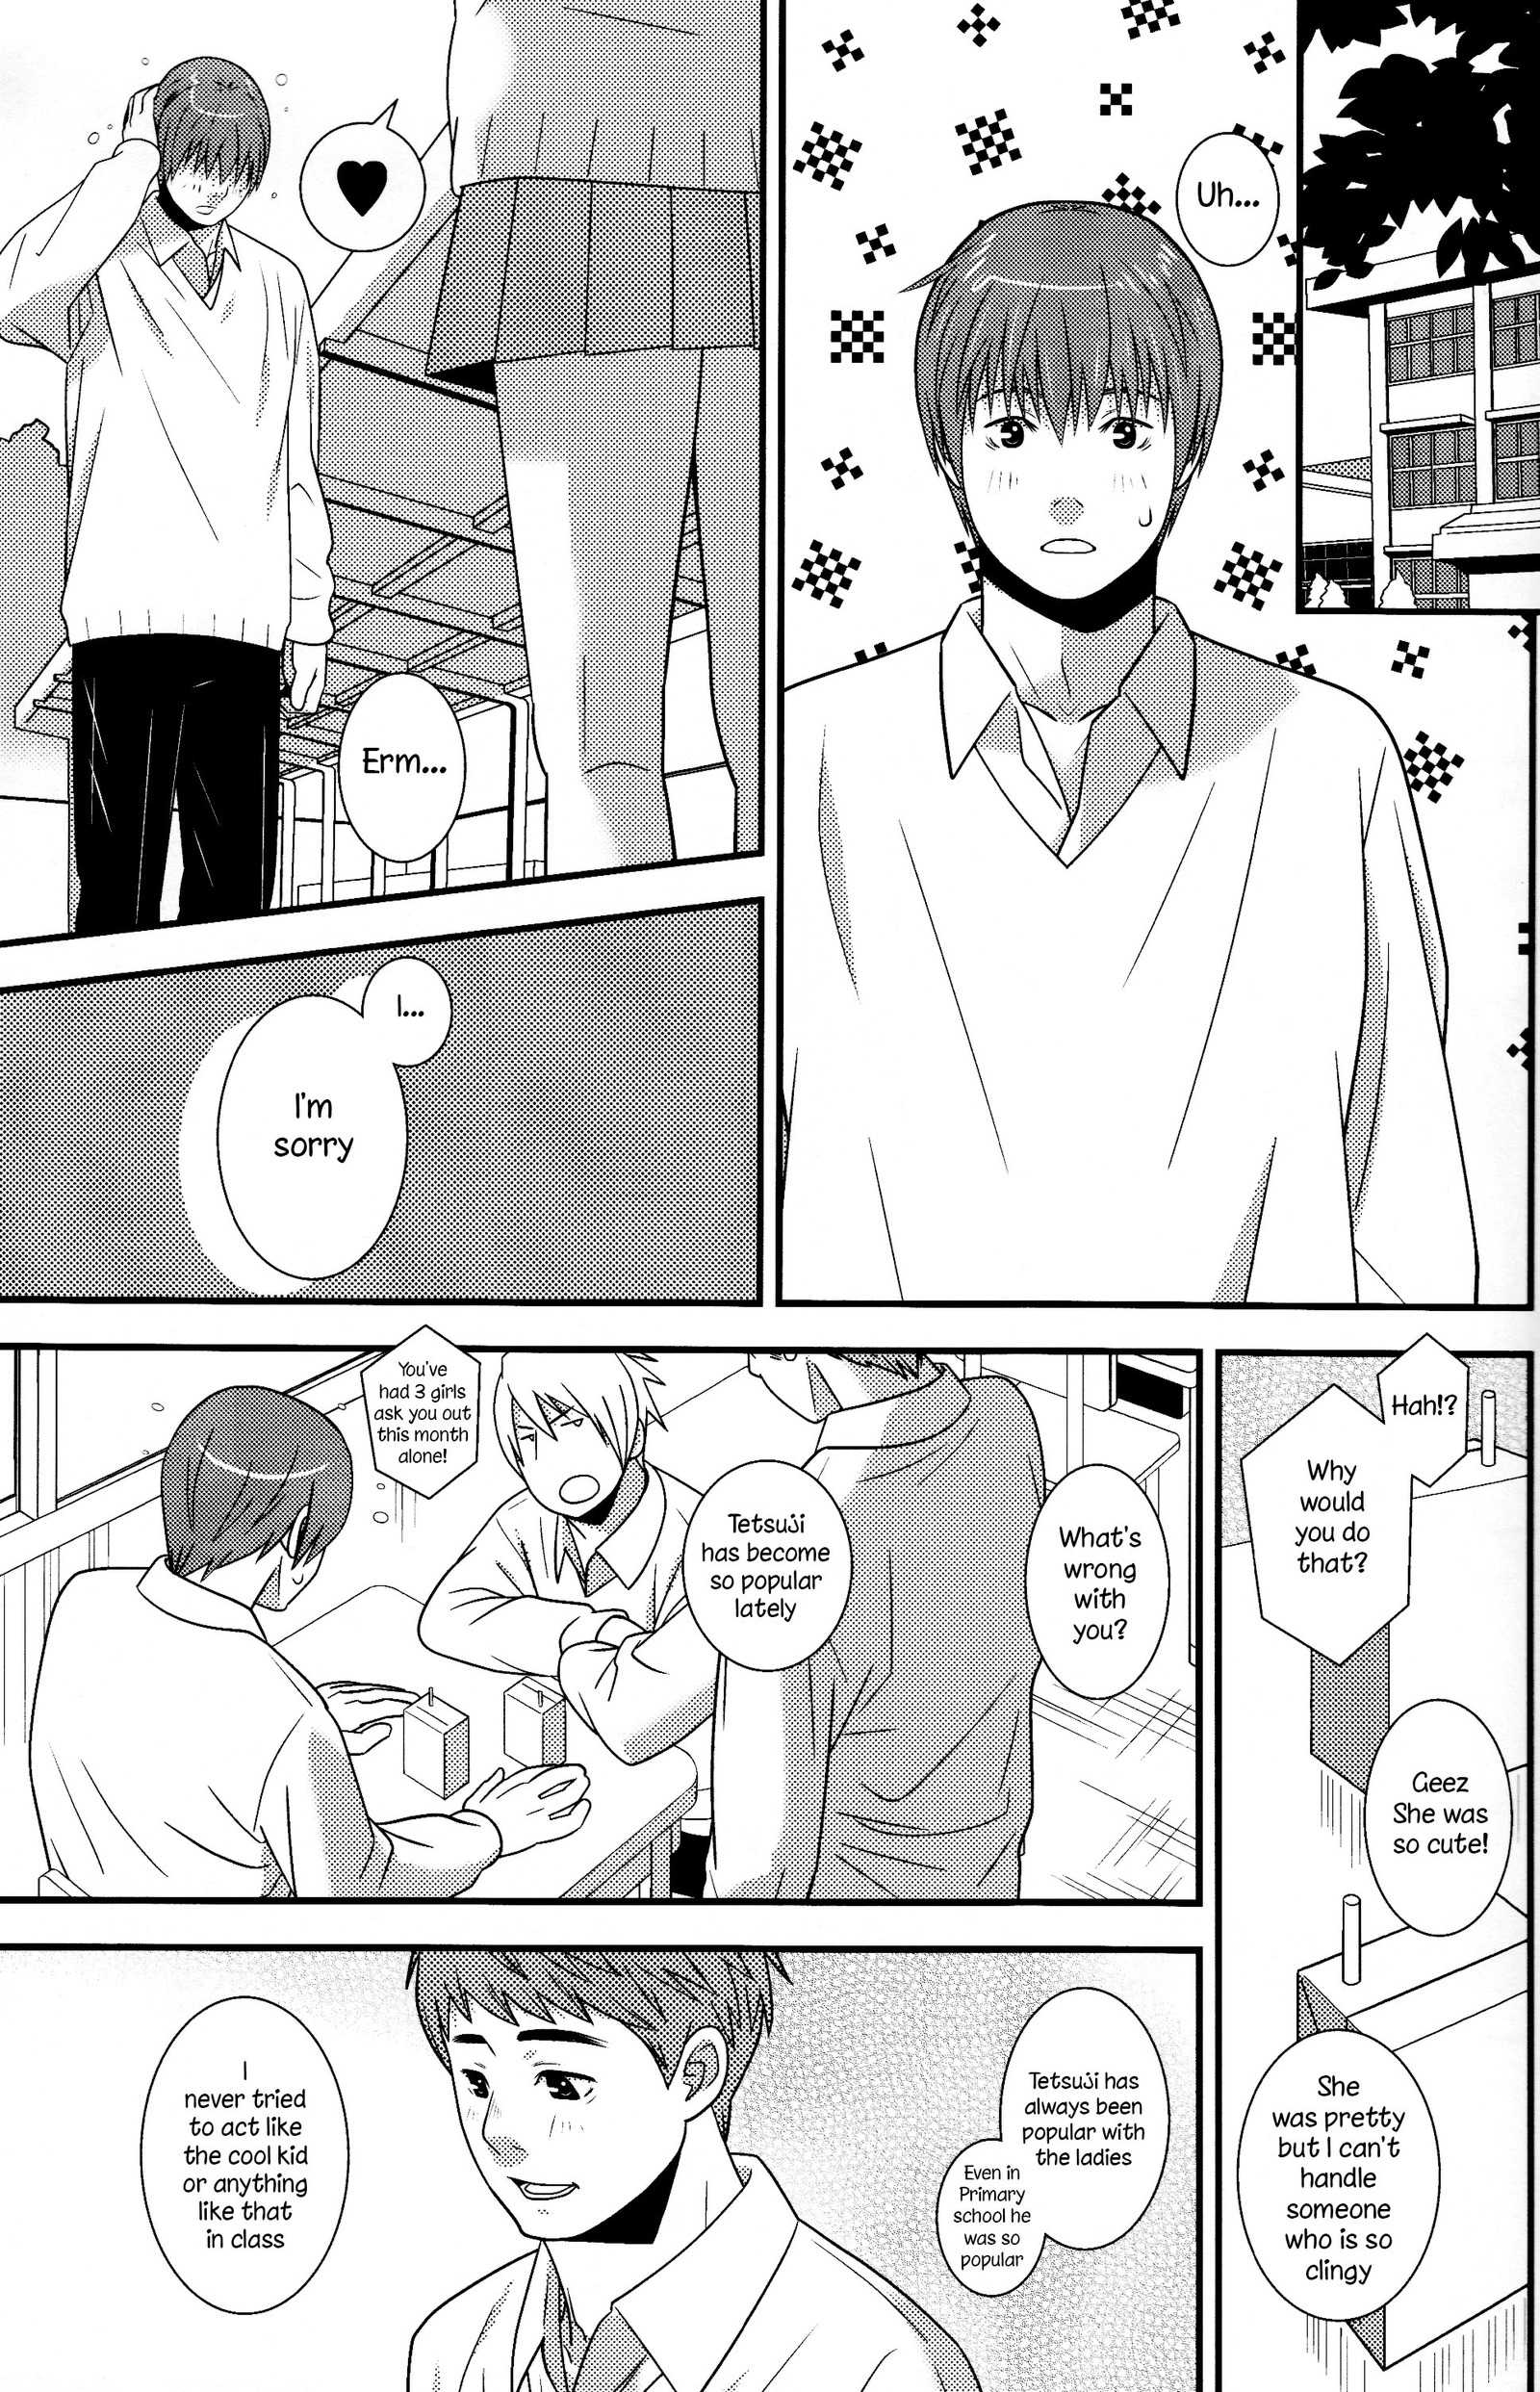 Uh...
Erm...
I...
I'm
sorry
Hah!?
Why
would
you do
that?
Geez
She was
so cute!
She
was pretty
but I can't
handle
someone
who is so
clingy
What's
wrong
with
you?
Tetsuji
has become
so popular
lately
You've
had 3 girls
ask you out
this month
alone!
Tetsuji has
always been
popular with
the ladies
Even in
Primary
school he
was so
popular
I
never tried
to act like
the cool kid
or anything
like that
in class